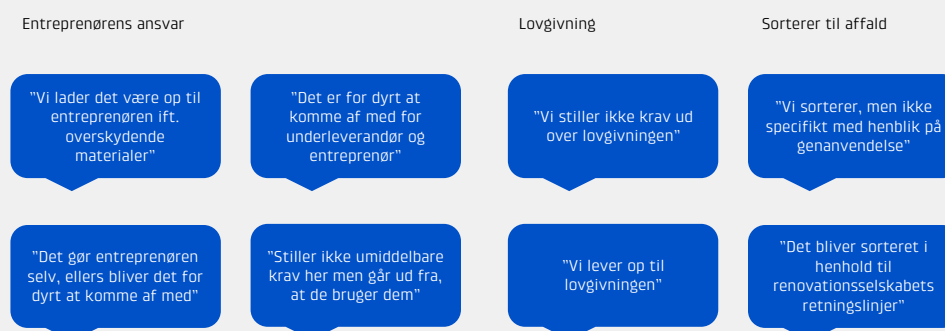 Entreprenørens ansvar
Lovgivning
Sorterer til affald
"Vi lader det være op til
entreprenøren ift.
overskydende
materialer"
"Det er for dyrt at
komme af med for
underleverandør og
entreprenør"
"Vi stiller ikke krav ud
over lovgivningen"
"Vi sorterer, men ikke
specifikt med henblik på
genanvendelse"
"Det gør entreprenøren
selv, ellers bliver det for
dyrt at komme af med"
"Stiller ikke umiddelbare
krav her men går ud fra,
at de bruger dem"
"Vi lever op til
lovgivningen"
"Det bliver sorteret i
henhold til
renovationsselskabets
retningslinjer"